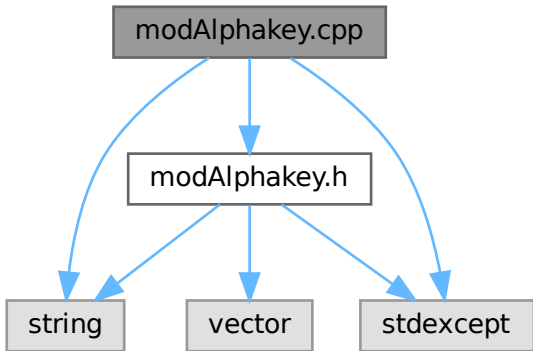 modAlphakey.cpp
modAlphakey.h
string
vector
stdexcept